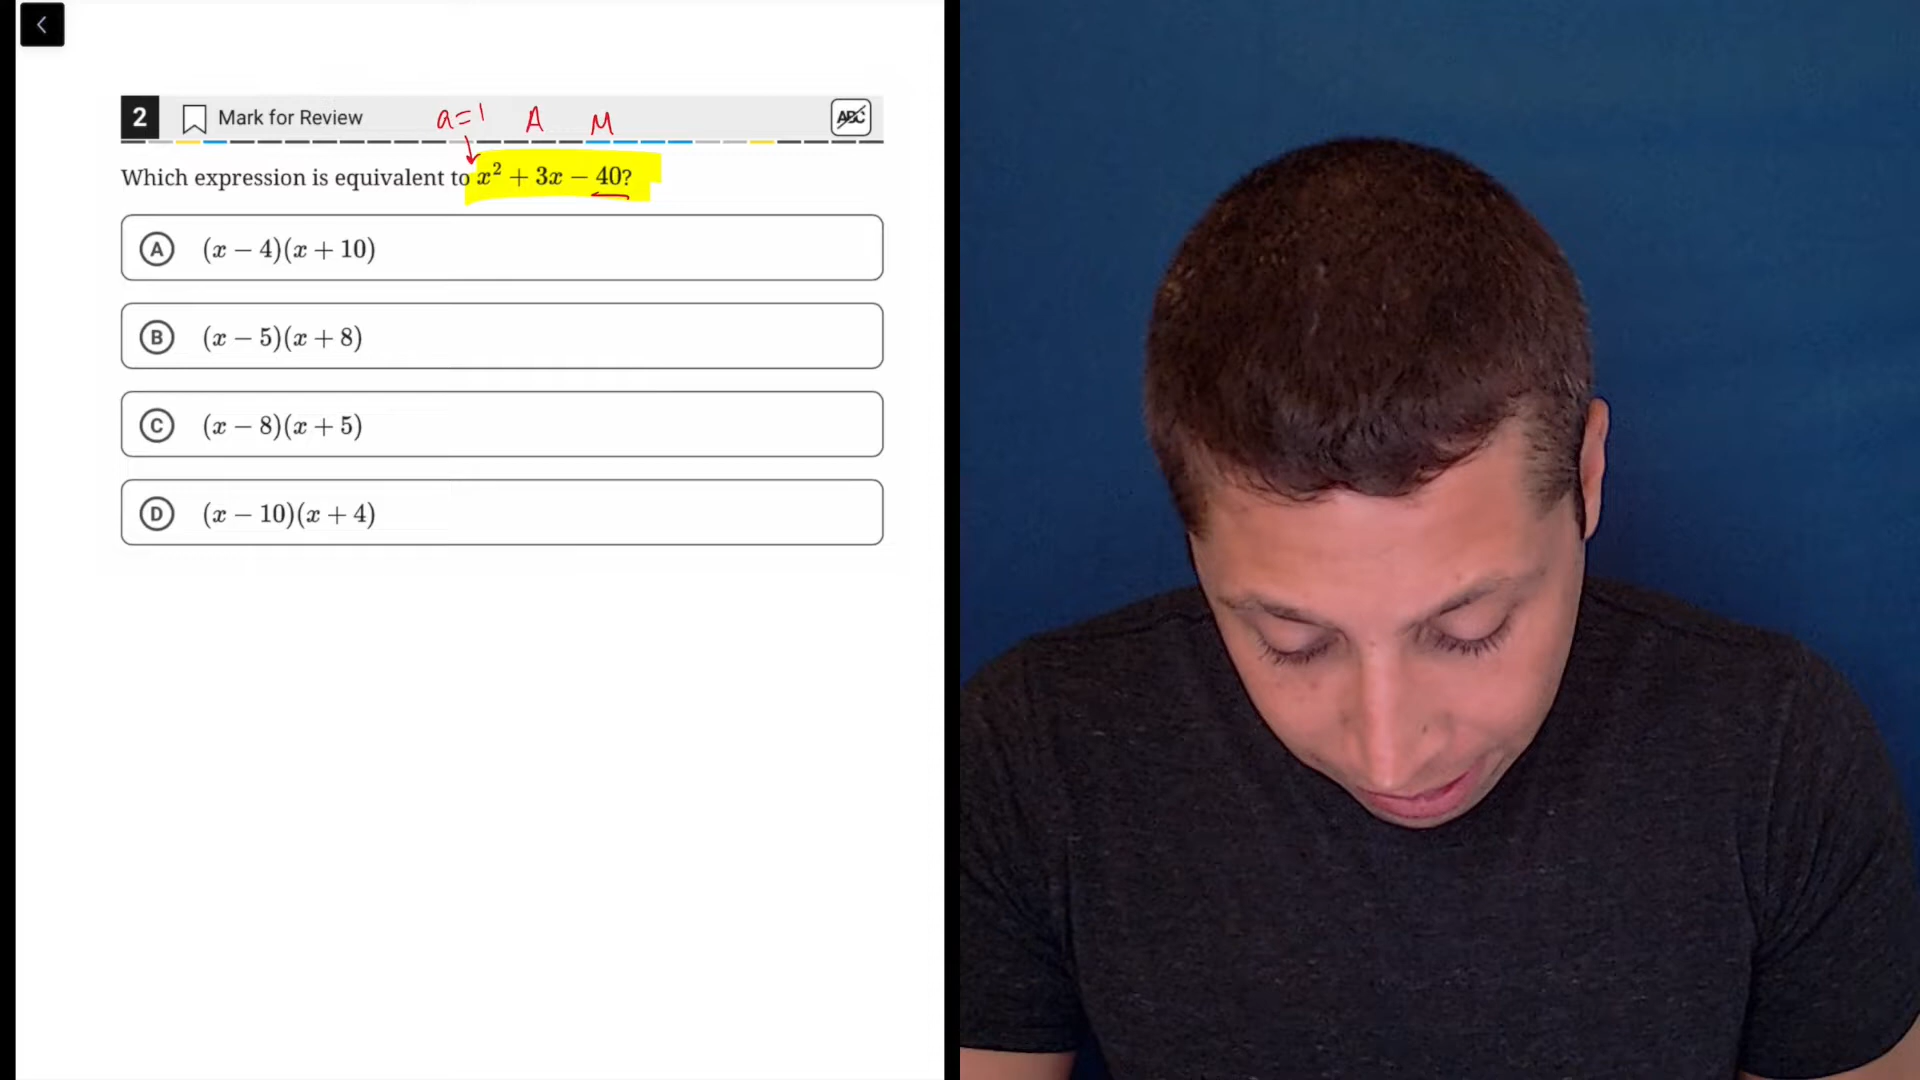 2 Mark for Review a=1 A M ABC
Which expression is equivalent to x² + 3x − 40?
A (x − 4)(x + 10)
B (x − 5)(x + 8)
C (x − 8)(x + 5)
D (x − 10)(x + 4)